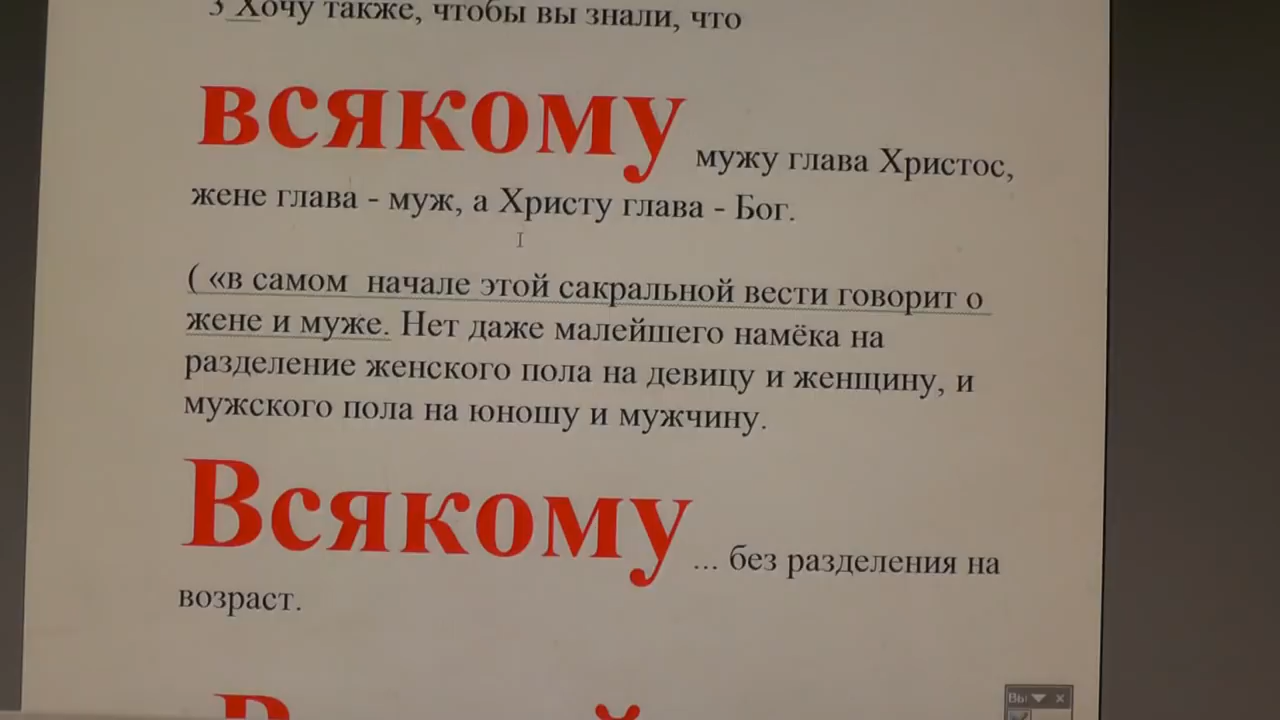 3 Хочу также, чтобы вы знали, что
всякому мужу глава Христос,
жене глава - муж, а Христу глава - Бог.
( «в самом начале этой сакральной вести говорит о
жене и муже. Нет даже малейшего намёка на
разделение женского пола на девицу и женщину, и
мужского пола на юношу и мужчину.
Всякому ... без разделения на
возраст.
Вы